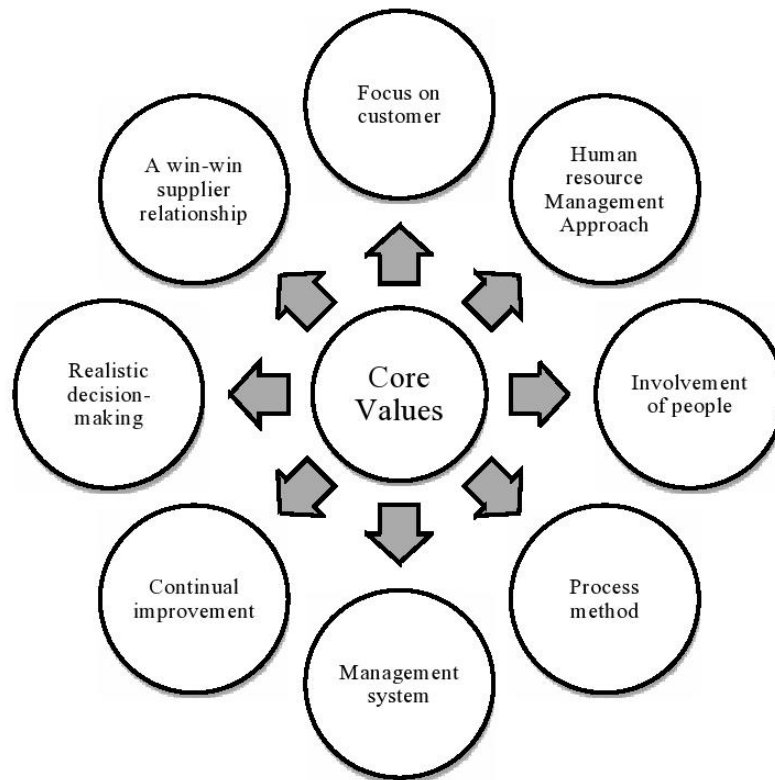 Focus on
customer
Human
resource
Management
Approach
Involvement
of people
Process
method
Management
system
Continual
improvement
Realistic
decision-
making
A win-win
supplier
relationship
Core
Values